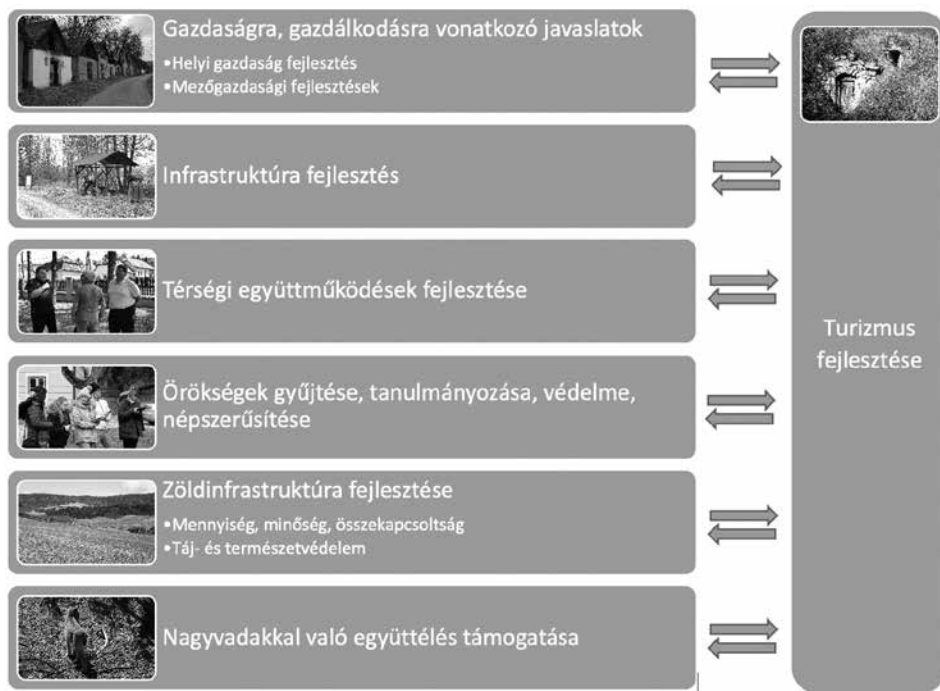 Gazdaságra, gazdálkodásra vonatkozó javaslatok
•Helyi gazdaság fejlesztés
•Mezőgazdasági fejlesztések
Infrastruktúra fejlesztés
Térségi együttműködések fejlesztése
Örökségek gyűjtése, tanulmányozása, védelme,
népszerűsítése
Zöldinfrastruktúra fejlesztése
•Mennyiség, minőség, összekapcsoltság
•Táj- és természetvédelem
Nagyvadakkal való együttélés támogatása
Turizmus
fejlesztése